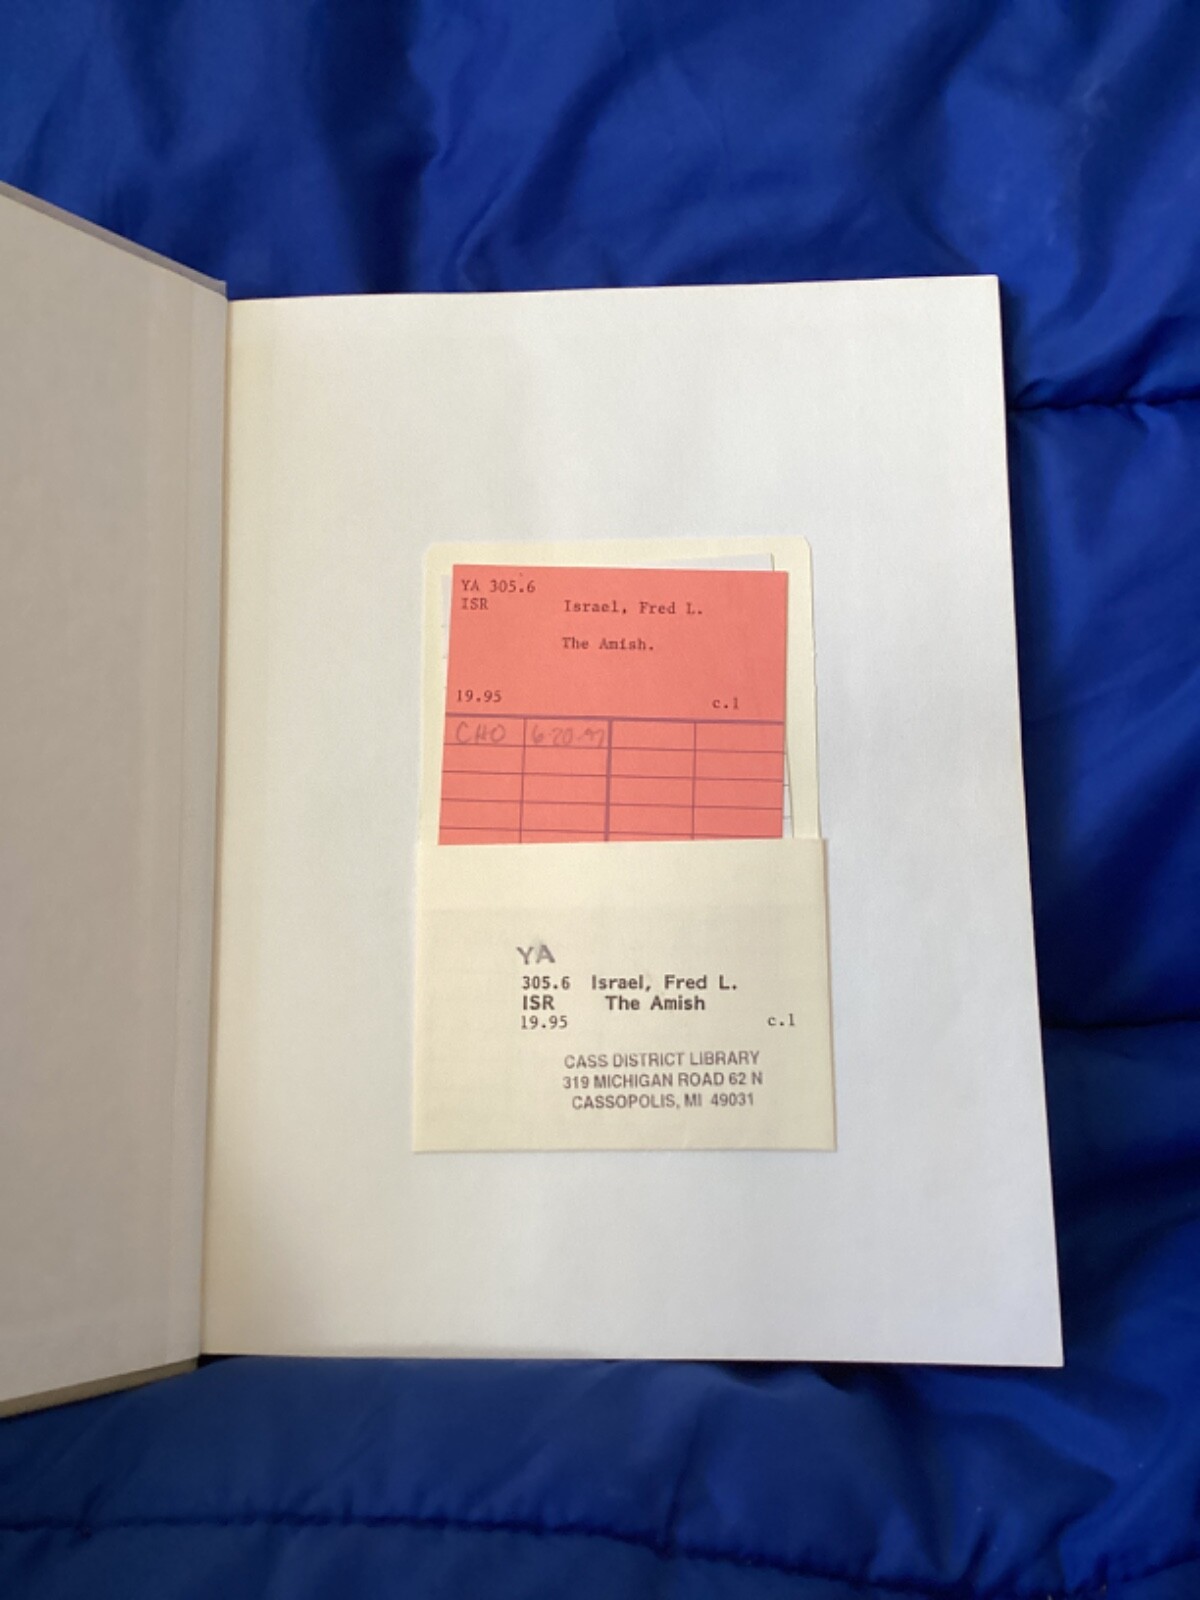 YA 305.6
ISR Israel, Fred L.
The Amish.
19.95 c.1
CHO 6-20-97
YA
305.6 Israel, Fred L.
ISR The Amish
19.95 c.1
CASS DISTRICT LIBRARY
319 MICHIGAN ROAD 62 N
CASSOPOLIS, MI 49031